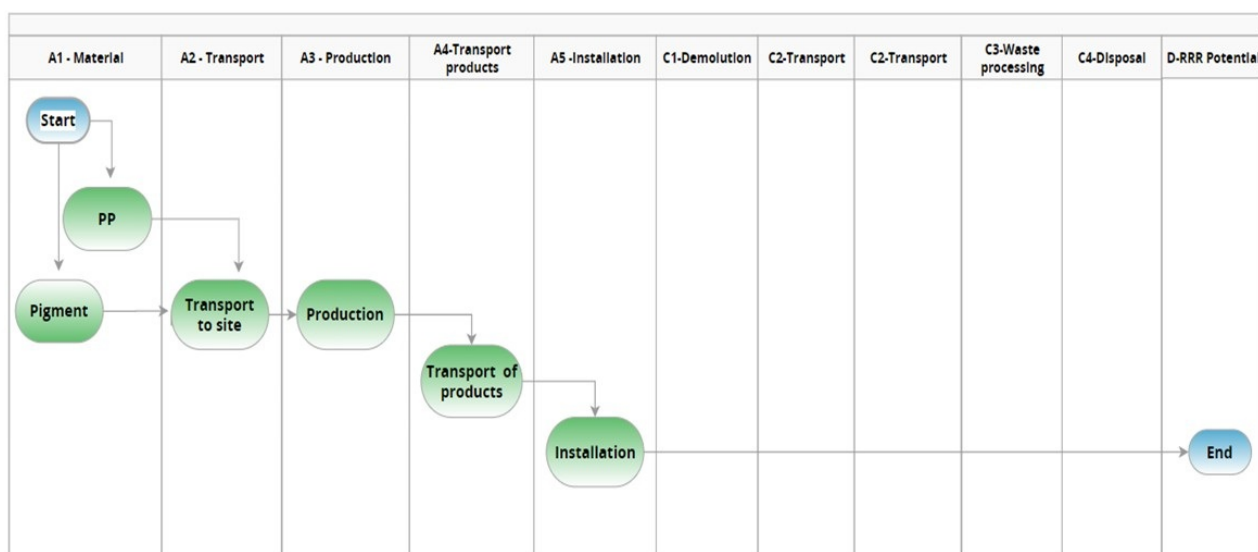 A1 - Material
A2 - Transport
A3 - Production
A4-Transport
products
A5 -Installation
C1-Demolution
C2-Transport
C2-Transport
C3-Waste
processing
C4-Disposal
D-RRR Potential
Start
PP
Pigment
Transport
to site
Production
Transport of
products
Installation
End